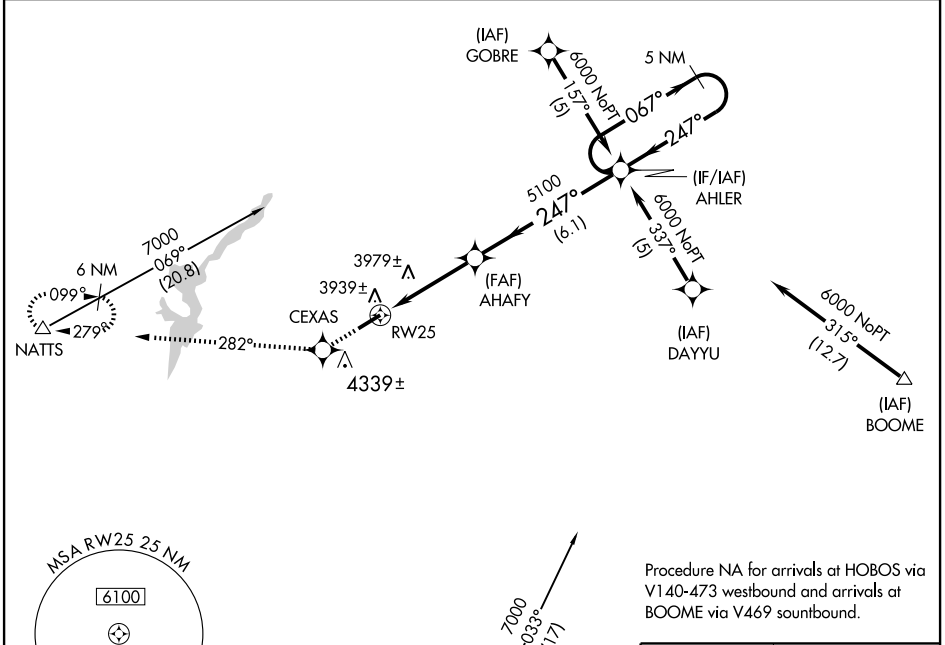 (IAF)
GOBRE
6000 NoPT
157°
(5)
5 NM
067°
247°
(IF/IAF)
AHLER
5100
247°
(6.1)
6000 NoPT
337°
(5)
7000
069°
(20.8)
6 NM
099°
279°
NATTS
3979±
3939±
(FAF)
AHAFY
CEXAS
RW25
282°
4339±
(IAF)
DAYYU
6000 NoPT
315°
(12.7)
(IAF)
BOOME
MSA RW25 25 NM
6100
7000
033°
Procedure NA for arrivals at HOBOS via
V140-473 westbound and arrivals at
BOOME via V469 sountbound.